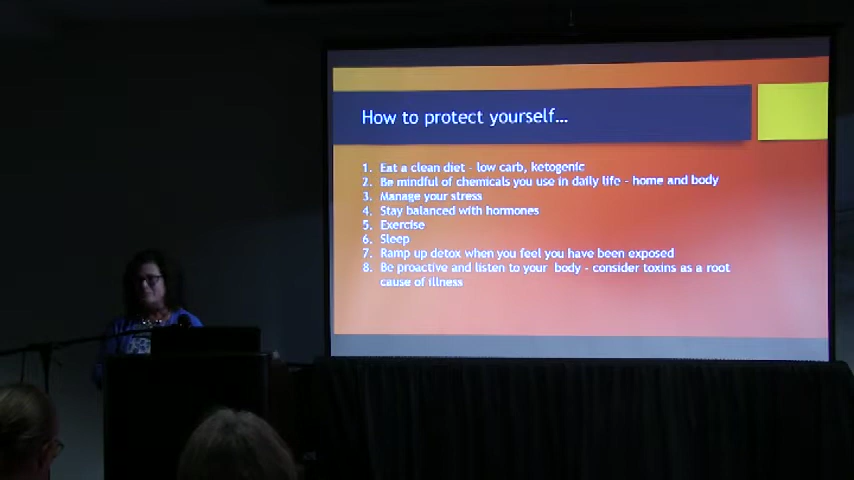 How to protect yourself...
1. Eat a clean diet - low carb, ketogenic
2. Be mindful of chemicals you use in daily life - home and body
3. Manage your stress
4. Stay balanced with hormones
5. Exercise
6. Sleep
7. Ramp up detox when you feel you have been exposed
8. Be proactive and listen to your body - consider toxins as a root
cause of illness